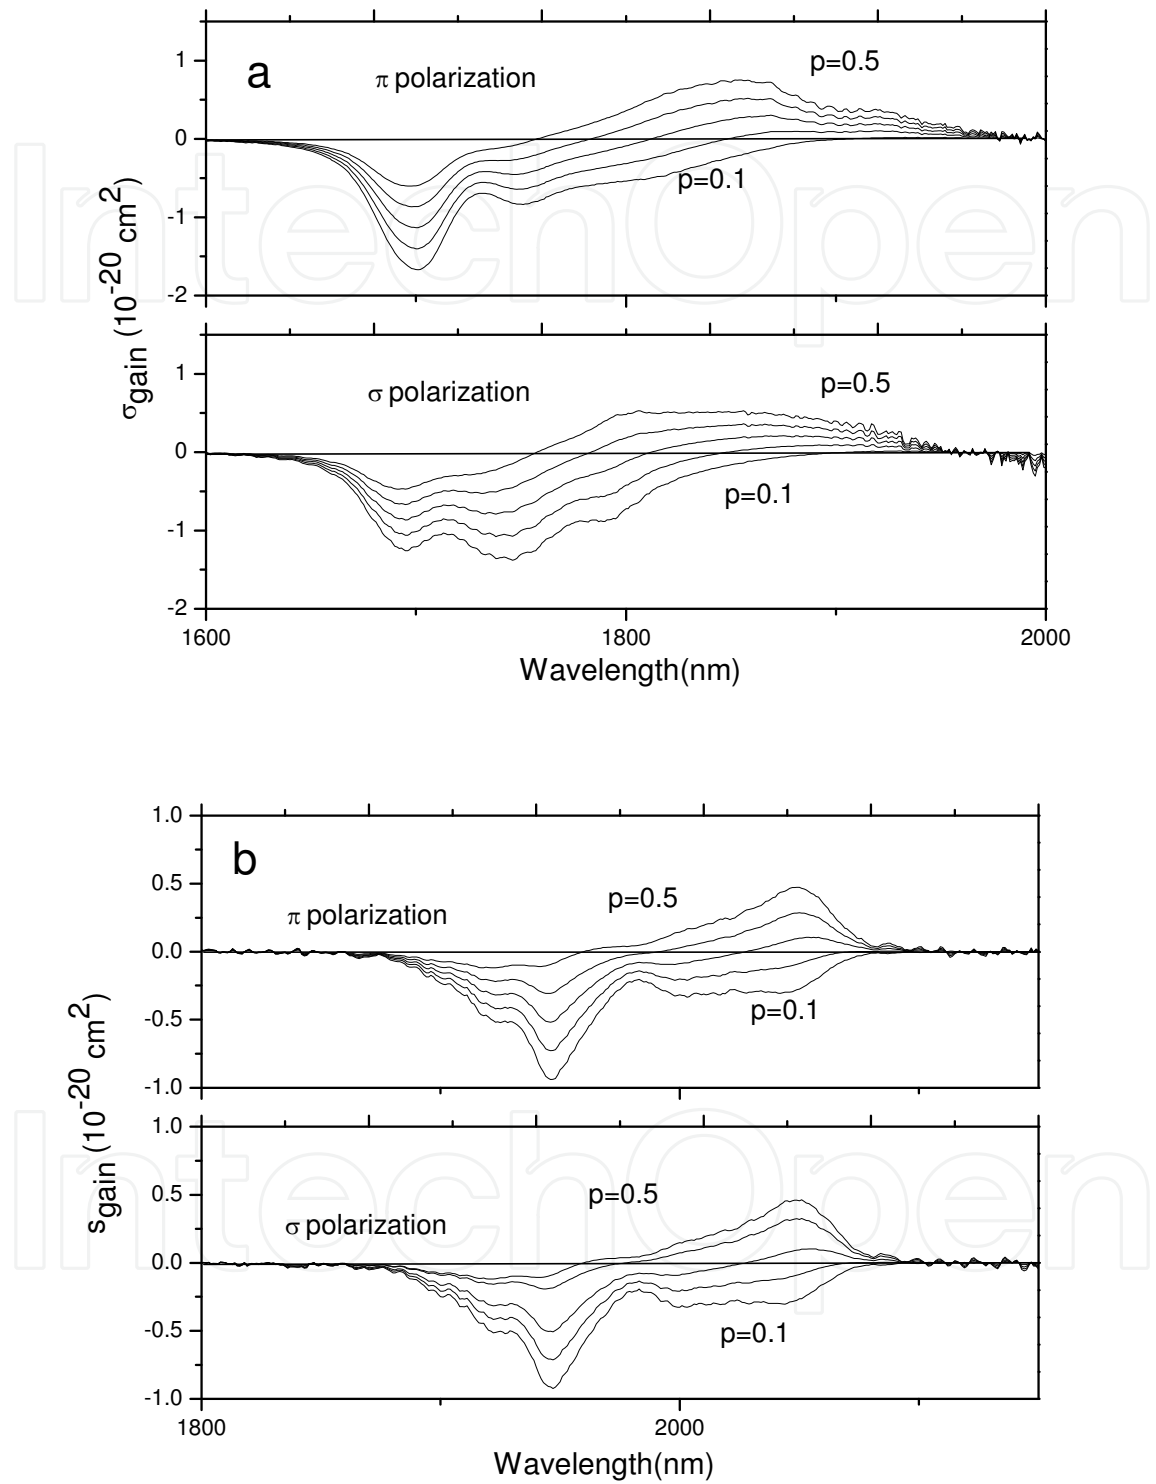 a
π polarization
p=0.5
1
0
-1
-2
p=0.1
σgain (10-20 cm2)
σ polarization
p=0.5
1
0
-1
-2
p=0.1
1600 1800 2000
Wavelength(nm)
IntechOpen
b
π polarization
p=0.5
1.0
0.5
0.0
-0.5
-1.0
p=0.1
sgain (10-20 cm2)
σ polarization
p=0.5
1.0
0.5
0.0
-0.5
-1.0
p=0.1
1800 2000
Wavelength(nm)
IntechOpen